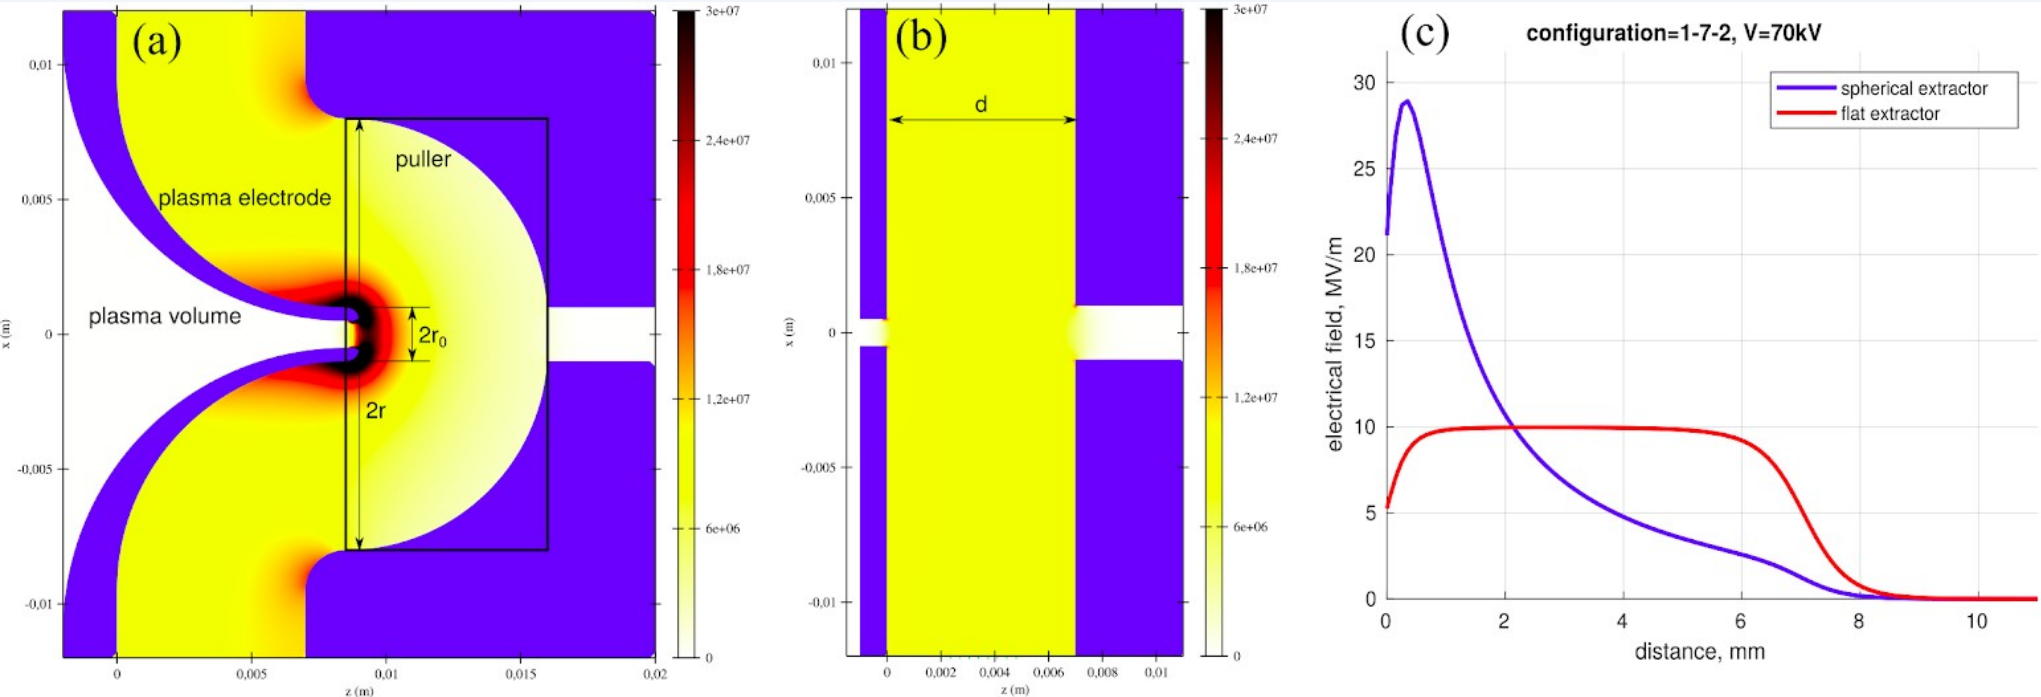 (a)
3e+07
2,4e+07
1,8e+07
1,2e+07
6e+06
0
0,01
0,005
0
-0,005
-0,01
x (m)
puller
plasma electrode
plasma volume
2r₀
2r
0
0,005
0,01
0,015
0,02
z (m)
(b)
3e+07
2,4e+07
1,8e+07
1,2e+07
6e+06
0
0,01
0,005
0
-0,005
-0,01
x (m)
d
0
0,002
0,004
0,006
0,008
0,01
z (m)
(c)
configuration=1-7-2, V=70kV
spherical extractor
flat extractor
30
25
20
15
10
5
0
electrical field, MV/m
0
2
4
6
8
10
distance, mm